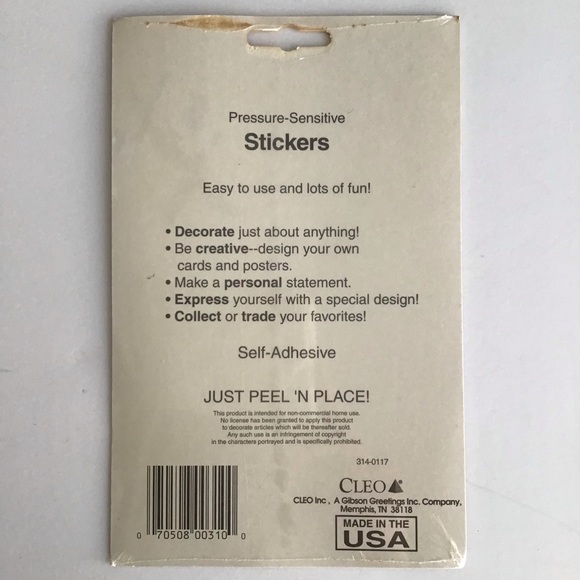 Pressure-Sensitive
Stickers
Easy to use and lots of fun!
• Decorate just about anything!
• Be creative--design your own
cards and posters.
• Make a personal statement.
• Express yourself with a special design!
• Collect or trade your favorites!
Self-Adhesive
JUST PEEL 'N PLACE!
This product is intended for non-commercial home use.
No license has been granted to apply this product
to decorate articles which will be thereafter sold.
Any such use is an infringement of copyright
in the characters portrayed and is specifically prohibited.
314-0117
CLEO
CLEO Inc., A Gibson Greetings Inc. Company,
Memphis, TN 38118
MADE IN THE
USA
0 70508 00310 0